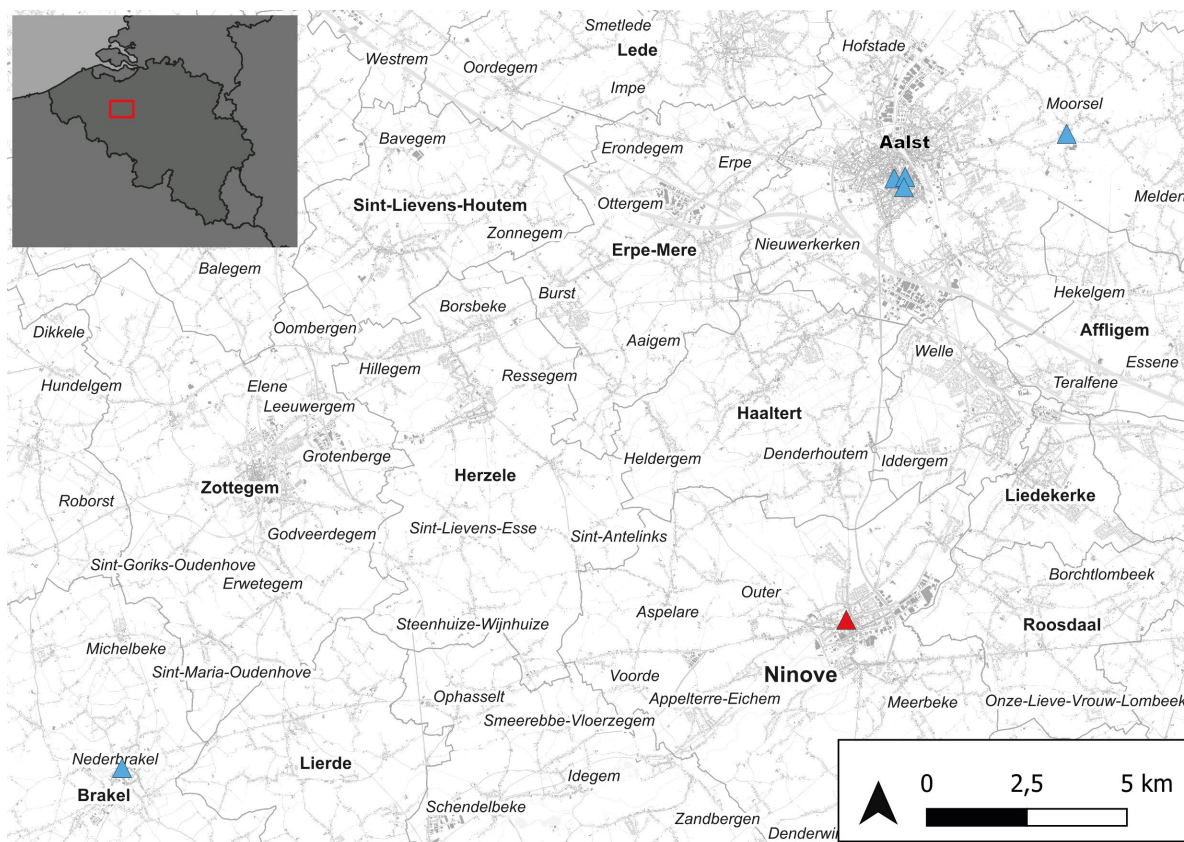 Smetlede
Hofstade
Lede
Westrem
Oordegem
Impe
Moorsel
Bavegem
Aalst
Erondegem
Erpe
Sint-Lievens-Houtem
Ottergem
Zonnegem
Nieuwerkerken
Erpe-Mere
Balegem
Burst
Hekelgem
Borsbeke
Dikkele
Oombergen
Aaigem
Affligem
Welle
Essene
Hillegem
Ressegem
Hundelgem
Elene
Teralfene
Leeuwergem
Haaltert
Grotenberge
Heldergem
Denderhoutem
Iddergem
Herzele
Zottegem
Liedekerke
Roborst
Sint-Lievens-Esse
Godveerdegem
Sint-Antelinks
Sint-Goriks-Oudenhove
Borchtlombeek
Erwetegem
Outer
Aspelare
Steenhuize-Wijnhuize
Roosdaal
Michelbeke
Sint-Maria-Oudenhove
Ninove
Voorde
Ophasselt
Appelterre-Eichem
Meerbeke
Onze-Lieve-Vrouw-Lombeek
Smeerebbe-Vloerzegem
Nederbrakel
Lierde
Idegem
Brakel
Schendelbeke
Zandbergen
0 2,5 5 km